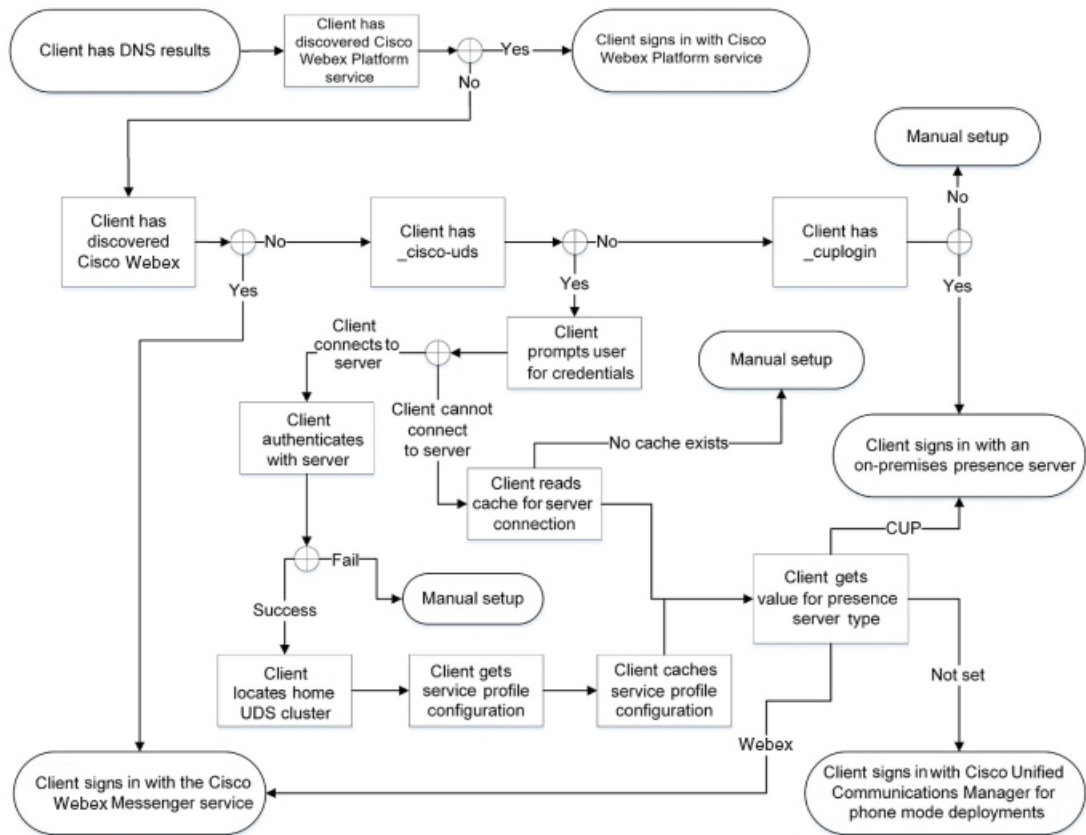 Client has DNS results
Client has
discovered Cisco
Webex Platform
service
Yes
Client signs in with Cisco
Webex Platform service
No
Manual setup
No
Client has
discovered
Cisco Webex
No
Client has
_cisco-uds
No
Client has
_cuplogin
Yes
Yes
Yes
Client
connects to
server
Client
prompts user
for credentials
Manual setup
Client
authenticates
with server
Client cannot
connect
to server
No cache exists
Client signs in with an
on-premises presence server
Client reads
cache for server
connection
CUP
Fail
Manual setup
Client gets
value for presence
server type
Success
Client
locates home
UDS cluster
Client gets
service profile
configuration
Client caches
service profile
configuration
Not set
Webex
Client signs in with the Cisco
Webex Messenger service
Client signs in with Cisco Unified
Communications Manager for
phone mode deployments